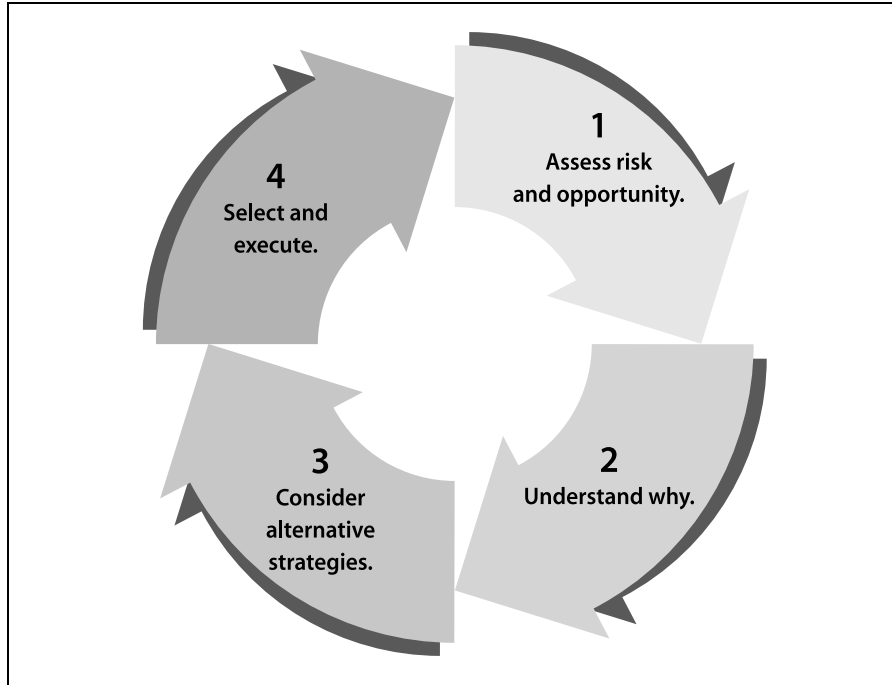 1
Assess risk
and opportunity.
2
Understand why.
3
Consider
alternative
strategies.
4
Select and
execute.